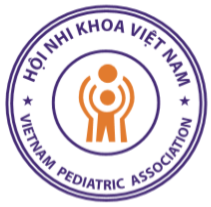 HỘI NHI KHOA VIỆT NAM
VIETNAM PEDIATRIC ASSOCIATION